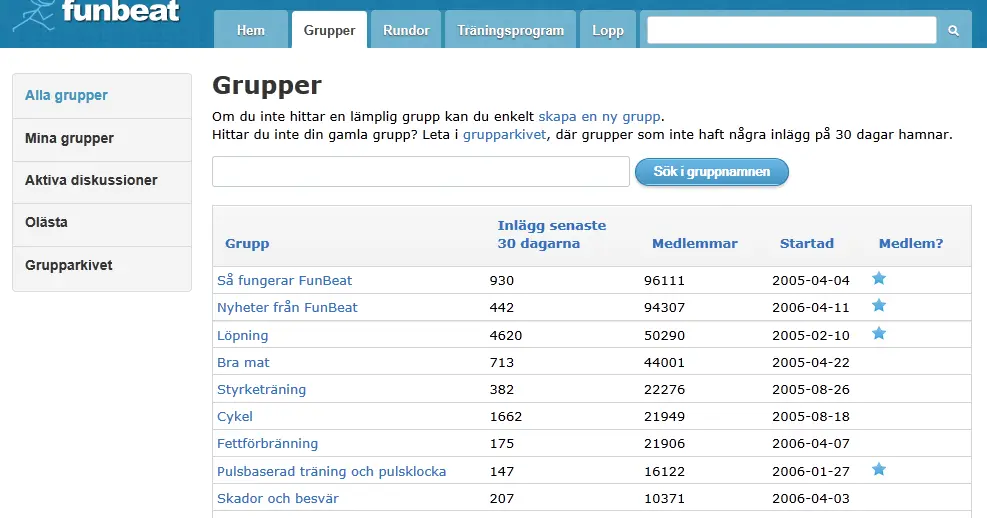 funbeat
Hem Grupper Rundor Träningsprogram Lopp
Alla grupper
Mina grupper
Aktiva diskussioner
Olästa
Grupparkivet
Grupper
Om du inte hittar en lämplig grupp kan du enkelt skapa en ny grupp.
Hittar du inte din gamla grupp? Leta i grupparkivet, där grupper som inte haft några inlägg på 30 dagar hamnar.
Sök i gruppnamnen
Grupp Inlägg senaste 30 dagarna Medlemmar Startad Medlem?
Så fungerar FunBeat 930 96111 2005-04-04
Nyheter från FunBeat 442 94307 2006-04-11
Löpning 4620 50290 2005-02-10
Bra mat 713 44001 2005-04-22
Styrketräning 382 22276 2005-08-26
Cykel 1662 21949 2005-08-18
Fettförbränning 175 21906 2006-04-07
Pulsbaserad träning och pulsklocka 147 16122 2006-01-27
Skador och besvär 207 10371 2006-04-03